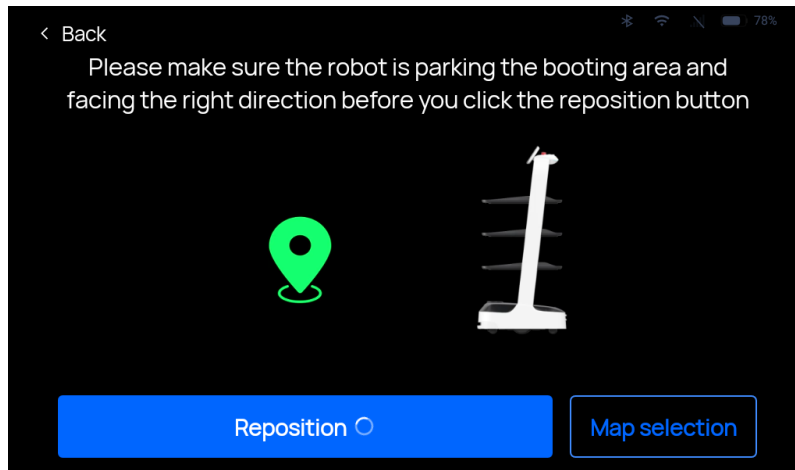 78%
< Back
Please make sure the robot is parking the booting area and
facing the right direction before you click the reposition button
Reposition
Map selection